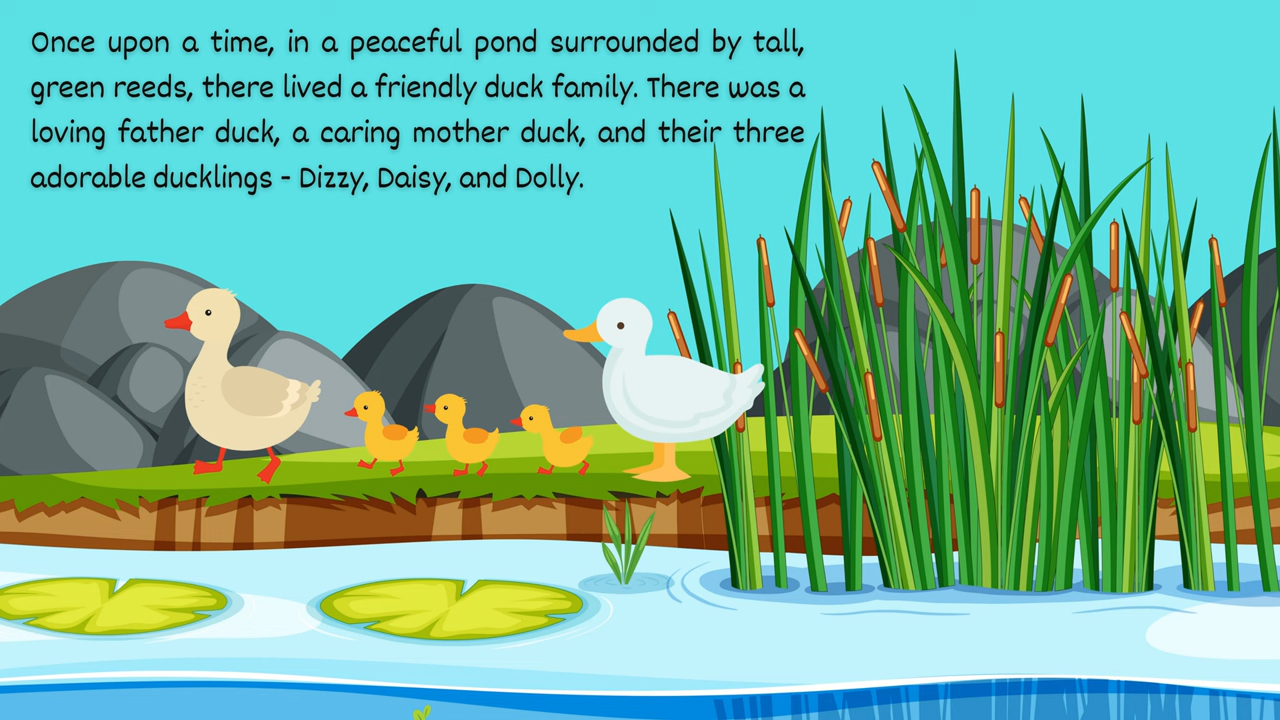 Once upon a time, in a peaceful pond surrounded by tall,
green reeds, there lived a friendly duck family. There was a
loving father duck, a caring mother duck, and their three
adorable ducklings - Dizzy, Daisy, and Dolly.